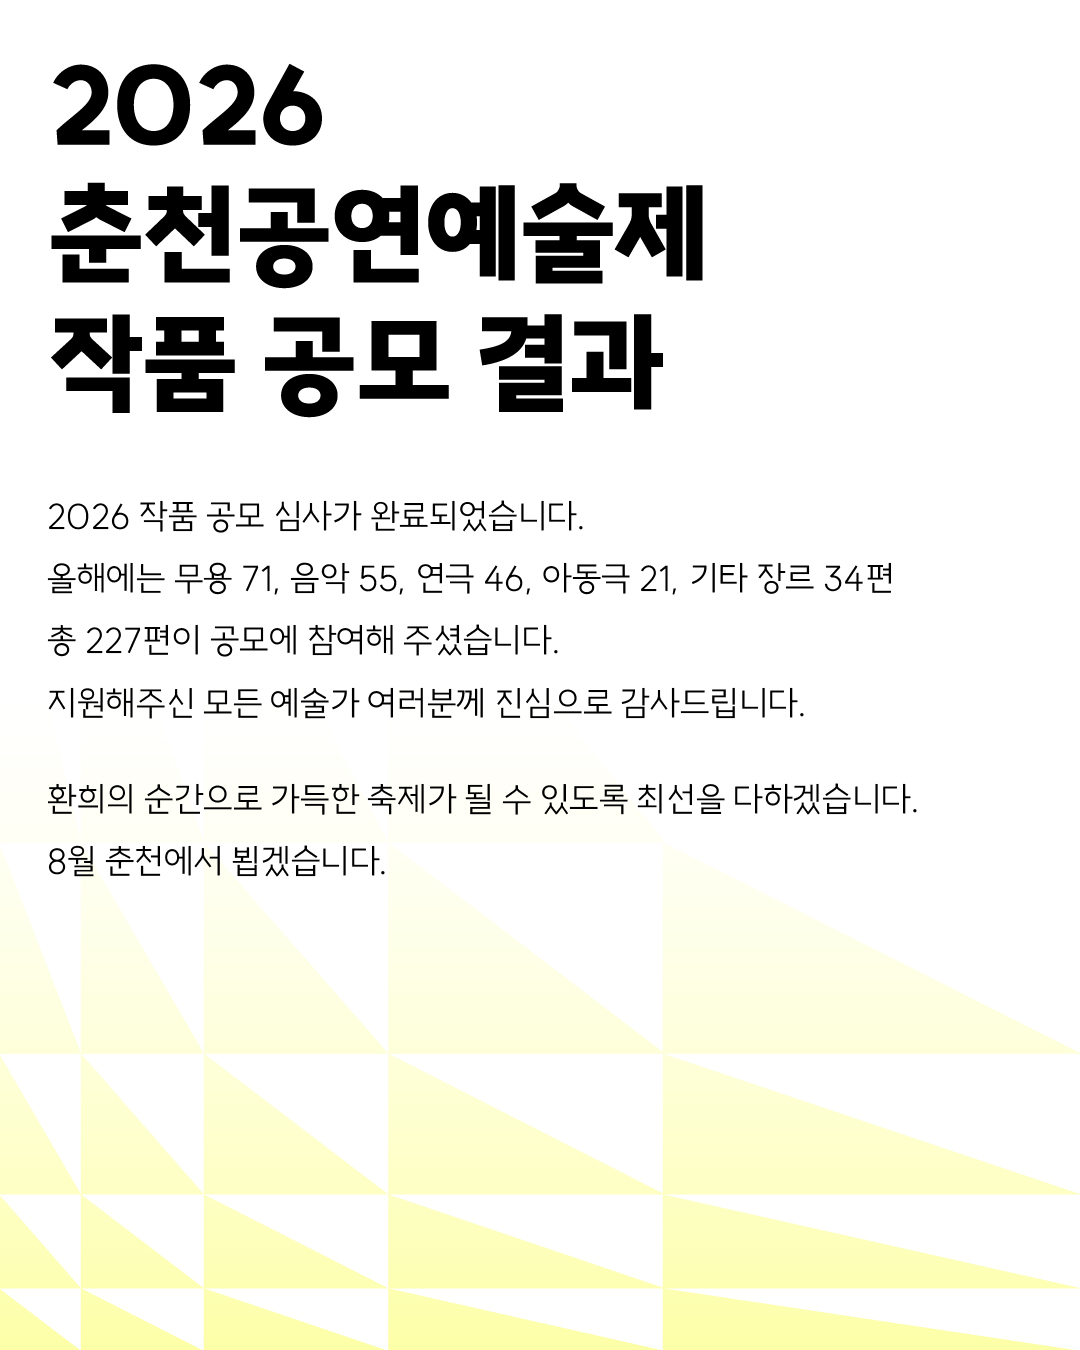 2026
춘천공연예술제
작품 공모 결과
2026 작품 공모 심사가 완료되었습니다.
올해에는 무용 71, 음악 55, 연극 46, 아동극 21, 기타 장르 34편
총 227편이 공모에 참여해 주셨습니다.
지원해주신 모든 예술가 여러분께 진심으로 감사드립니다.
환희의 순간으로 가득한 축제가 될 수 있도록 최선을 다하겠습니다.
8월 춘천에서 뵙겠습니다.